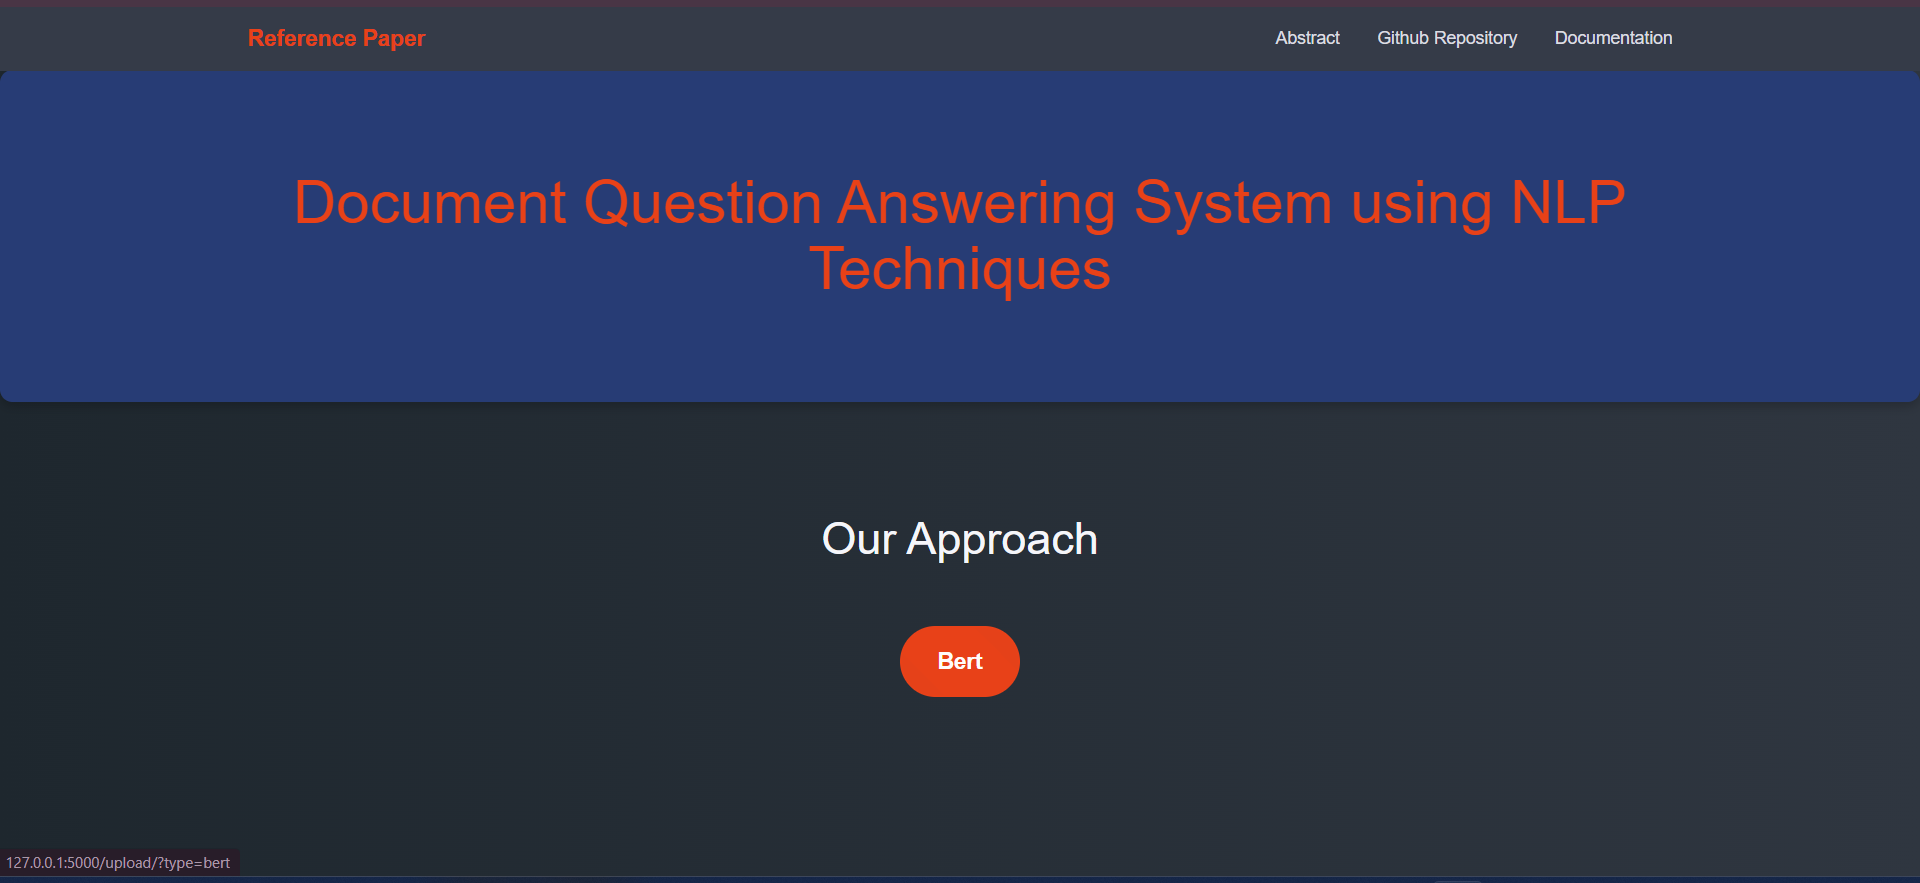 Reference Paper
Abstract
Github Repository
Documentation
Document Question Answering System using NLP
Techniques
Our Approach
Bert
127.0.0.1:5000/upload/?type=bert